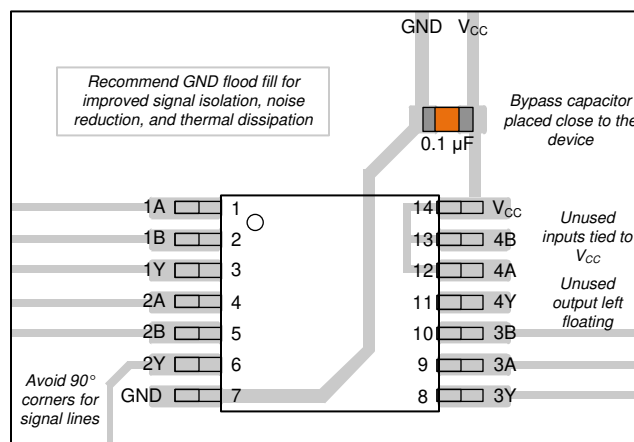 GND VCC
Recommend GND flood fill for
improved signal isolation, noise
reduction, and thermal dissipation
Bypass capacitor
placed close to the
device
0.1 µF
1A 1 14 VCC
1B 2 13 4B
1Y 3 12 4A
2A 4 11 4Y
2B 5 10 3B
2Y 6 9 3A
GND 7 8 3Y
Unused
inputs tied to
VCC
Unused
output left
floating
Avoid 90°
corners for
signal lines